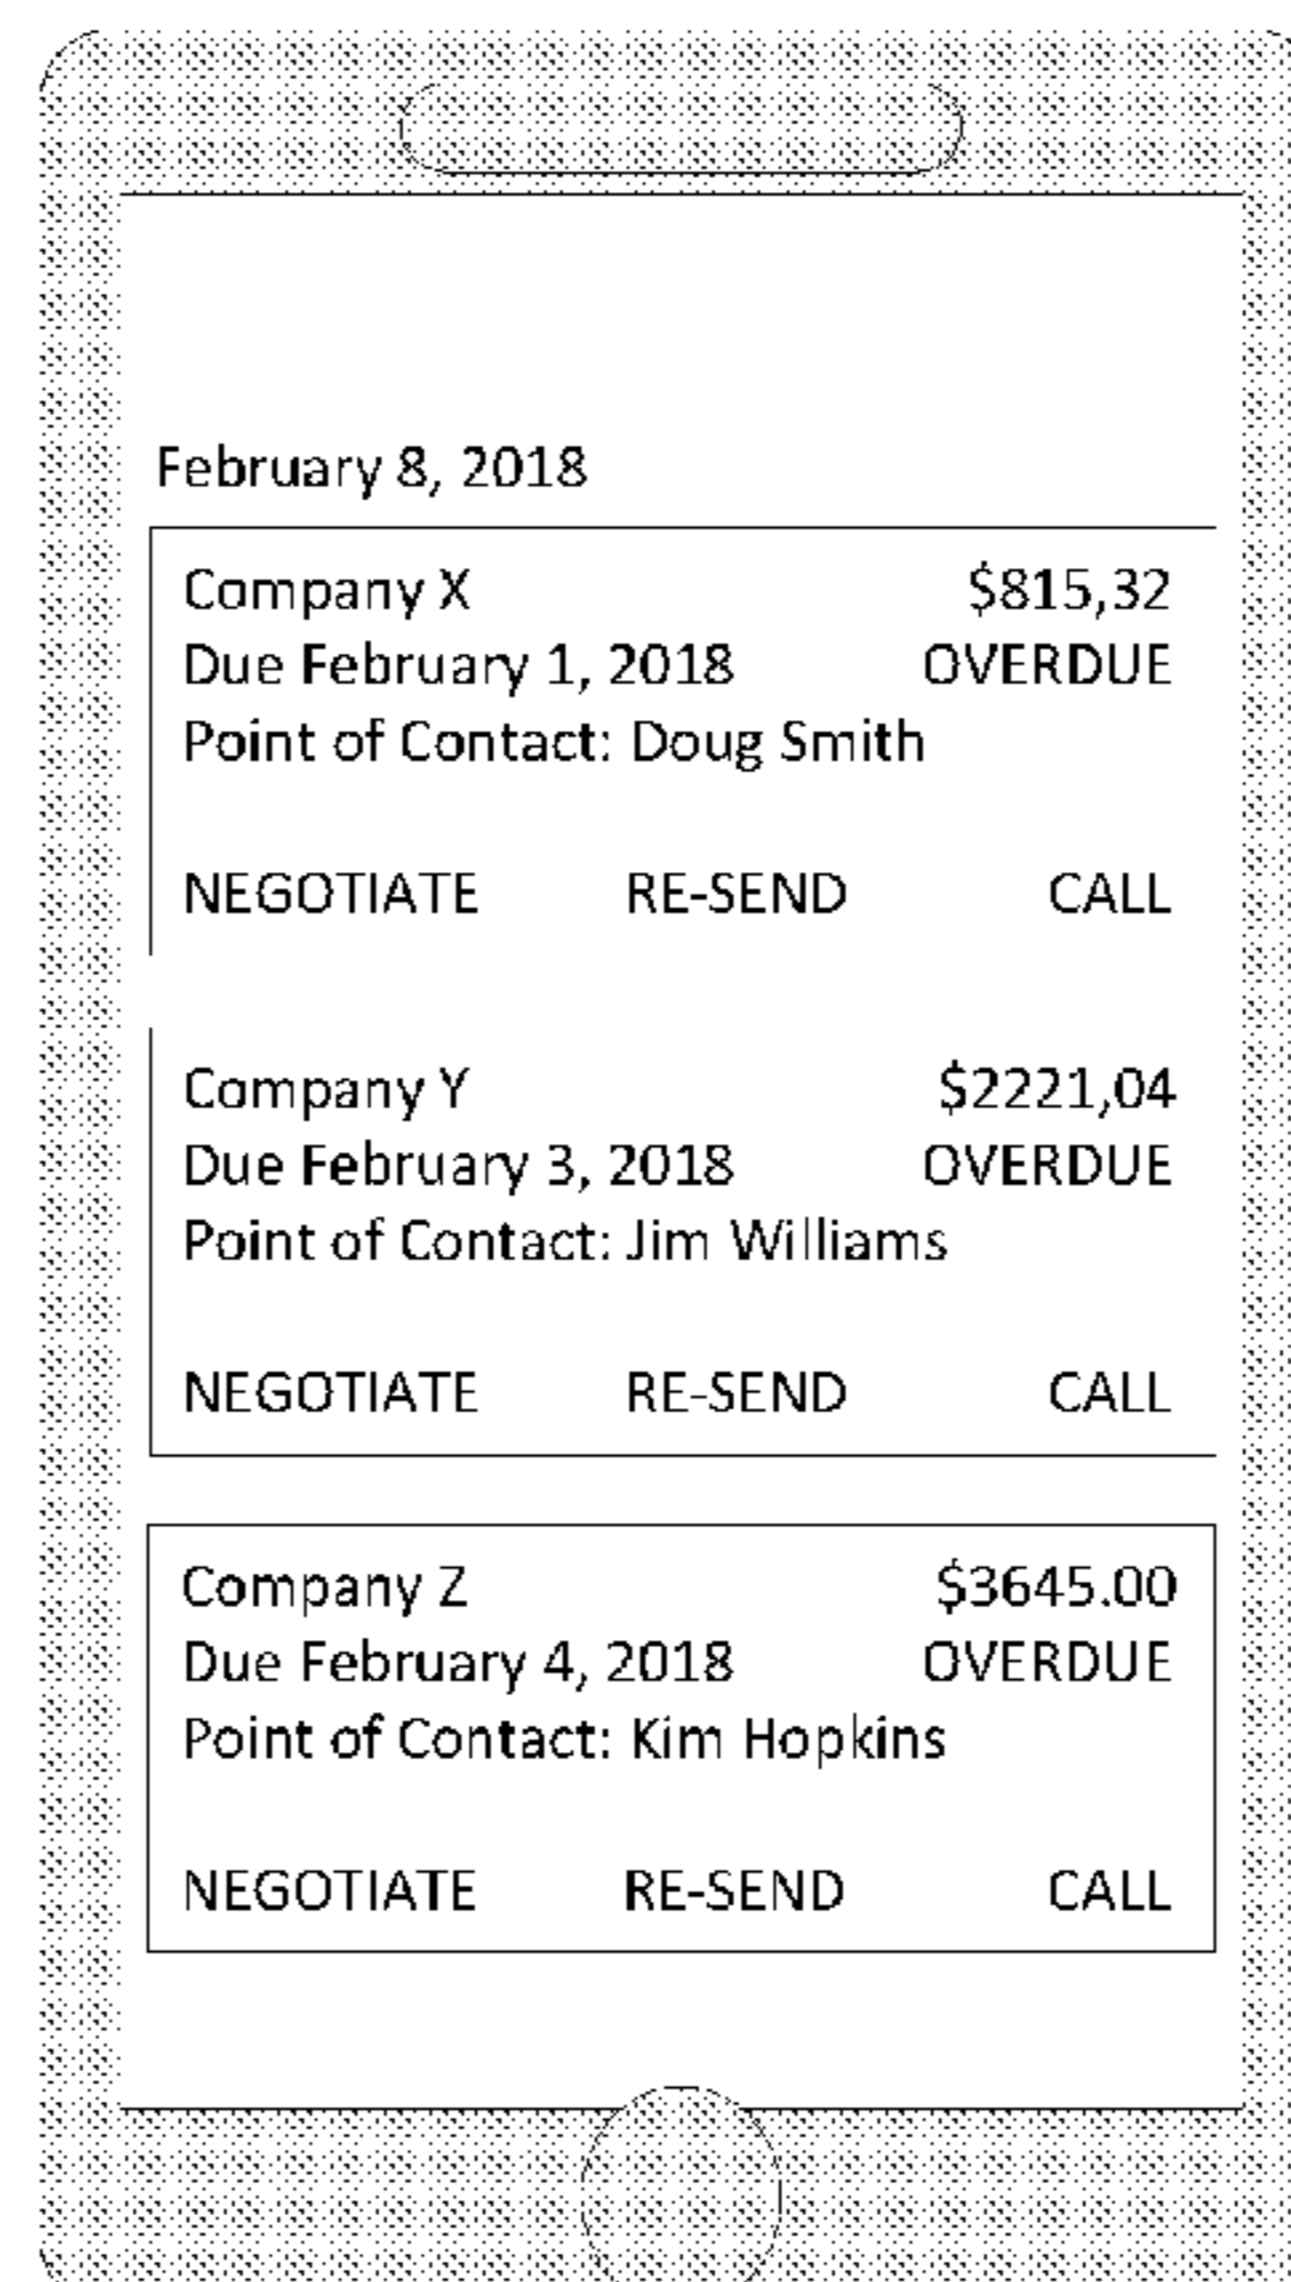 February 8, 2018
Company X $815,32
Due February 1, 2018 OVERDUE
Point of Contact: Doug Smith
NEGOTIATE RE-SEND CALL
Company Y $2221,04
Due February 3, 2018 OVERDUE
Point of Contact: Jim Williams
NEGOTIATE RE-SEND CALL
Company Z $3645.00
Due February 4, 2018 OVERDUE
Point of Contact: Kim Hopkins
NEGOTIATE RE-SEND CALL